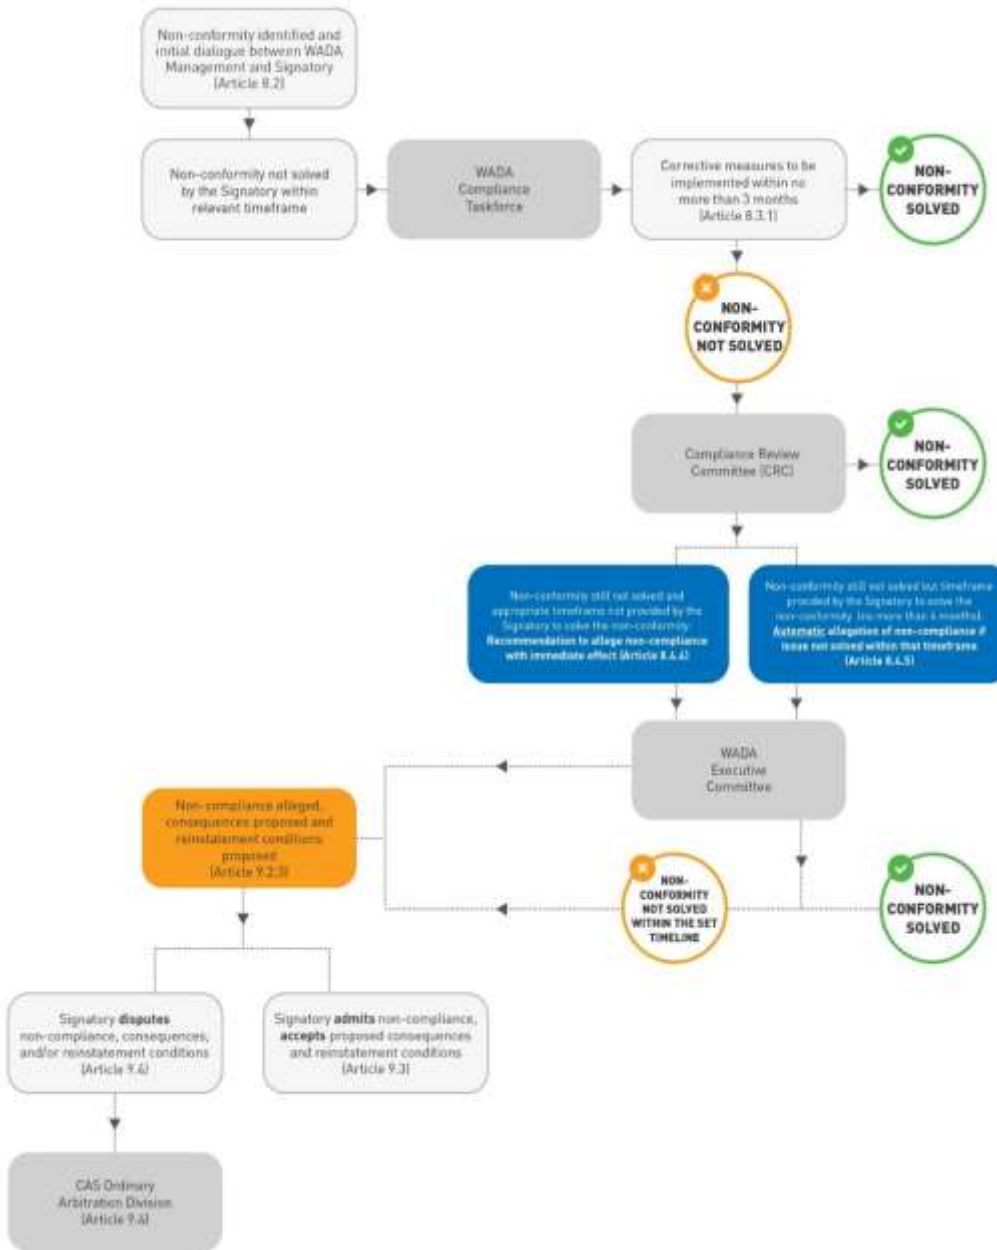 Non-conformity identified and
initial dialogue between WADA
Management and Signatory
(Article 8.2)
Non-conformity not solved
by the Signatory within
relevant timeframe
WADA
Compliance
Taskforce
Corrective measures to be
implemented within no
more than 3 months
(Article 8.3.1)
NON-
CONFORMITY
SOLVED
NON-
CONFORMITY
NOT SOLVED
Compliance Review
Committee (CRC)
NON-
CONFORMITY
SOLVED
Non-conformity still not solved and
appropriate timeframe not provided by the
Signatory to solve the non-conformity:
Recommendation to allege non-compliance
with immediate effect (Article 8.4.4)
Non-conformity still not solved but timeframe
provided by the Signatory to solve the
non-conformity (no more than 4 months):
Automatic allegation of non-compliance if
issue not solved within that timeframe
(Article 8.4.5)
WADA
Executive
Committee
Non-compliance alleged,
consequences proposed and
reinstatement conditions
proposed
(Article 9.2.3)
NON-
CONFORMITY
NOT SOLVED
WITHIN THE SET
TIMELINE
NON-
CONFORMITY
SOLVED
Signatory disputes
non-compliance, consequences,
and/or reinstatement conditions
(Article 9.4)
Signatory admits non-compliance,
accepts proposed consequences
and reinstatement conditions
(Article 9.3)
CAS Ordinary
Arbitration Division
(Article 9.4)